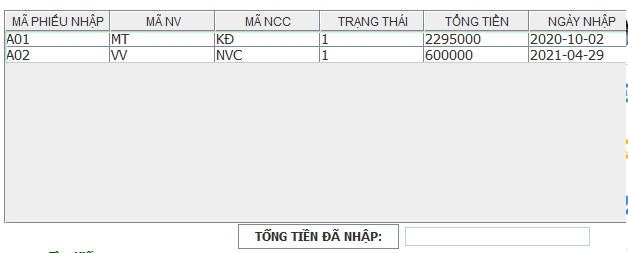 MÃ PHIẾU NHẬP MÃ NV MÃ NCC TRẠNG THÁI TỔNG TIỀN NGÀY NHẬP
A01 MT KĐ 1 2295000 2020-10-02
A02 VV NVC 1 600000 2021-04-29
TỔNG TIỀN ĐÃ NHẬP: